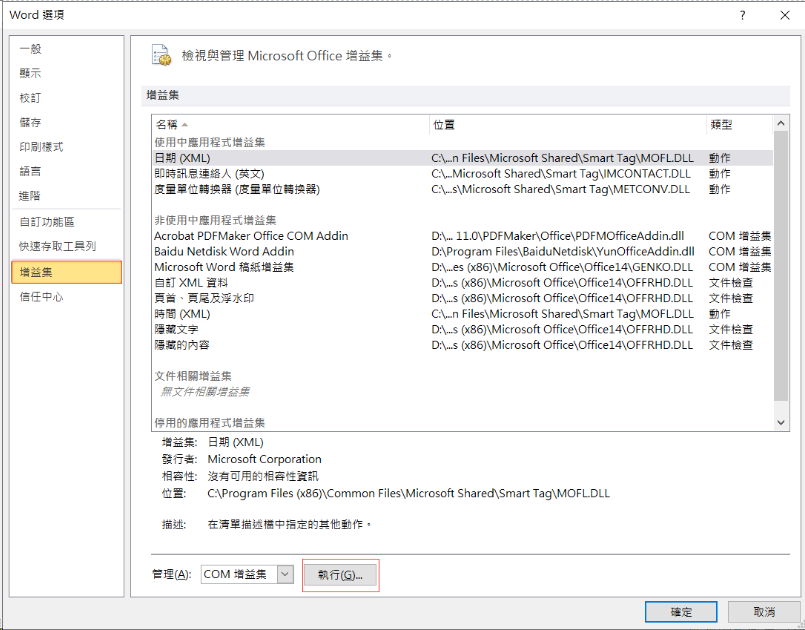 Word 選項
?
一般
顯示
校訂
儲存
印刷樣式
語言
進階
自訂功能區
快速存取工具列
增益集
信任中心
檢視與管理 Microsoft Office 增益集。
增益集
名稱 位置 類型
使用中應用程式增益集
日期 (XML) C:\...n Files\Microsoft Shared\Smart Tag\MOFL.DLL 動作
即時訊息連絡人 (英文) C:\...Microsoft Shared\Smart Tag\IMCONTACT.DLL 動作
度量單位轉換器 (度量單位轉換器) C:\...s\Microsoft Shared\Smart Tag\METCONV.DLL 動作
非使用中應用程式增益集
Acrobat PDFMaker Office COM Addin D:\... 11.0\PDFMaker\Office\PDFMOfficeAddin.dll COM 增益集
Baidu Netdisk Word Addin D:\Program Files\BaiduNetdisk\YunOfficeAddin.dll COM 增益集
Microsoft Word 稿紙增益集 D:\...es (x86)\Microsoft Office\Office14\GENKO.DLL COM 增益集
自訂 XML 資料 D:\...s (x86)\Microsoft Office\Office14\OFFRHD.DLL 文件檢查
頁首、頁尾及浮水印 D:\...s (x86)\Microsoft Office\Office14\OFFRHD.DLL 文件檢查
時間 (XML) C:\...n Files\Microsoft Shared\Smart Tag\MOFL.DLL 動作
隱藏文字 D:\...s (x86)\Microsoft Office\Office14\OFFRHD.DLL 文件檢查
隱藏的內容 D:\...s (x86)\Microsoft Office\Office14\OFFRHD.DLL 文件檢查
文件相關增益集
無文件相關增益集
停用的應用程式增益集
增益集: 日期 (XML)
發行者: Microsoft Corporation
相容性: 沒有可用的相容性資訊
位置: C:\Program Files (x86)\Common Files\Microsoft Shared\Smart Tag\MOFL.DLL
描述: 在清單描述檔中指定的其他動作。
管理(A): COM 增益集 執行(G)...
確定 取消